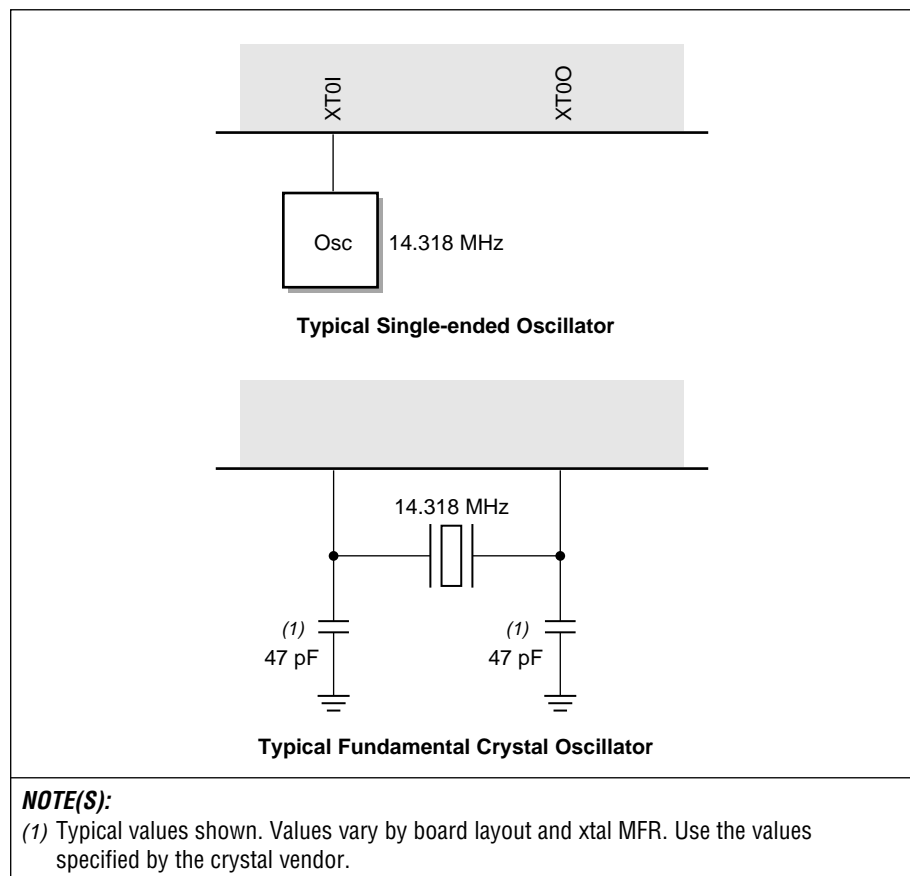 XT0I
XT0O
Osc
14.318 MHz
Typical Single-ended Oscillator
14.318 MHz
(1)
47 pF
(1)
47 pF
Typical Fundamental Crystal Oscillator
NOTE(S):
(1) Typical values shown. Values vary by board layout and xtal MFR. Use the values
specified by the crystal vendor.